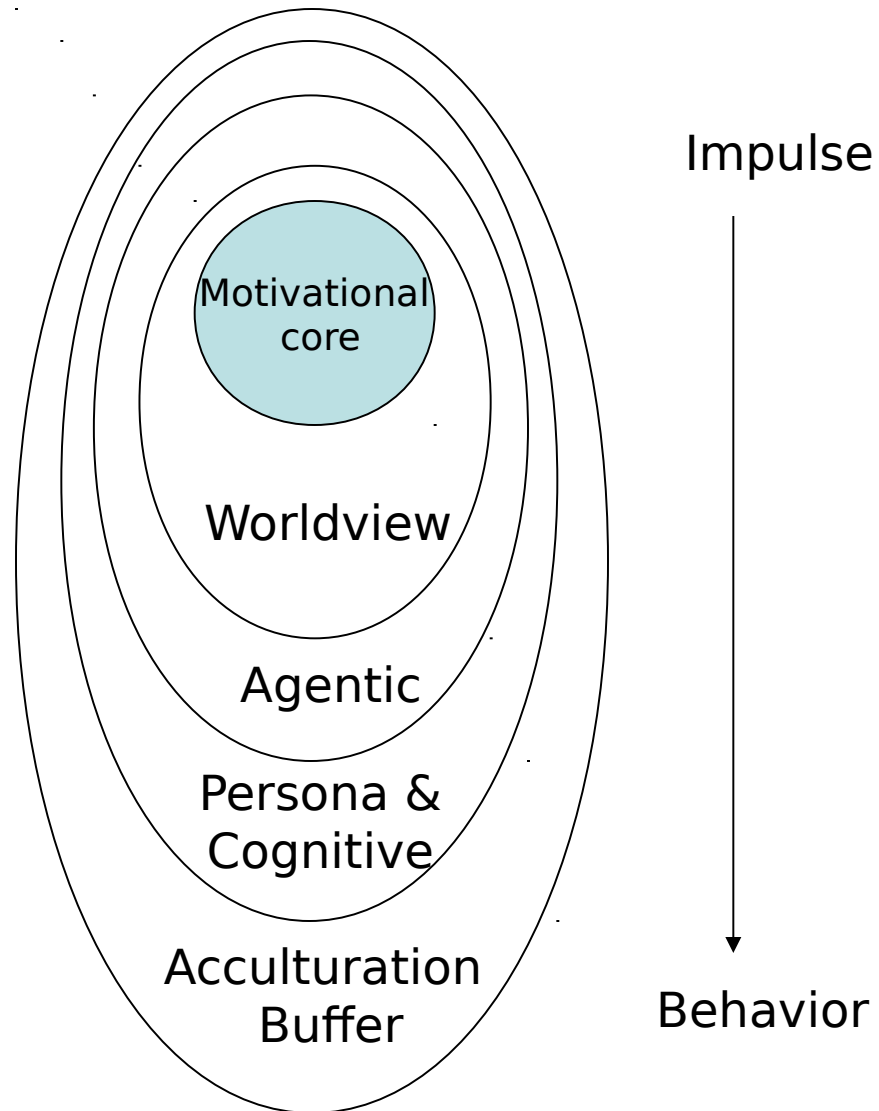 Impulse
Motivational
core
Worldview
Agentic
Persona &
Cognitive
Acculturation
Buffer
Behavior